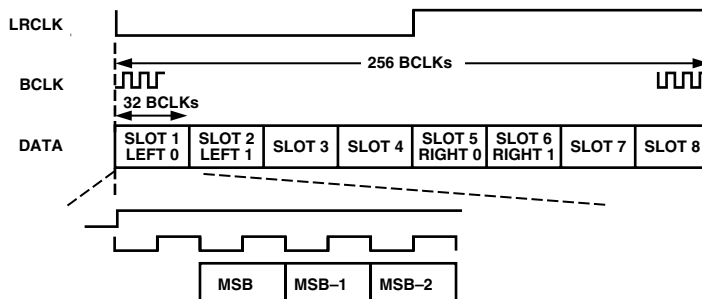 LRCLK
256 BCLKs
BCLK
32 BCLKs
DATA
SLOT 1
LEFT 0
SLOT 2
LEFT 1
SLOT 3
SLOT 4
SLOT 5
RIGHT 0
SLOT 6
RIGHT 1
SLOT 7
SLOT 8
MSB
MSB–1
MSB–2